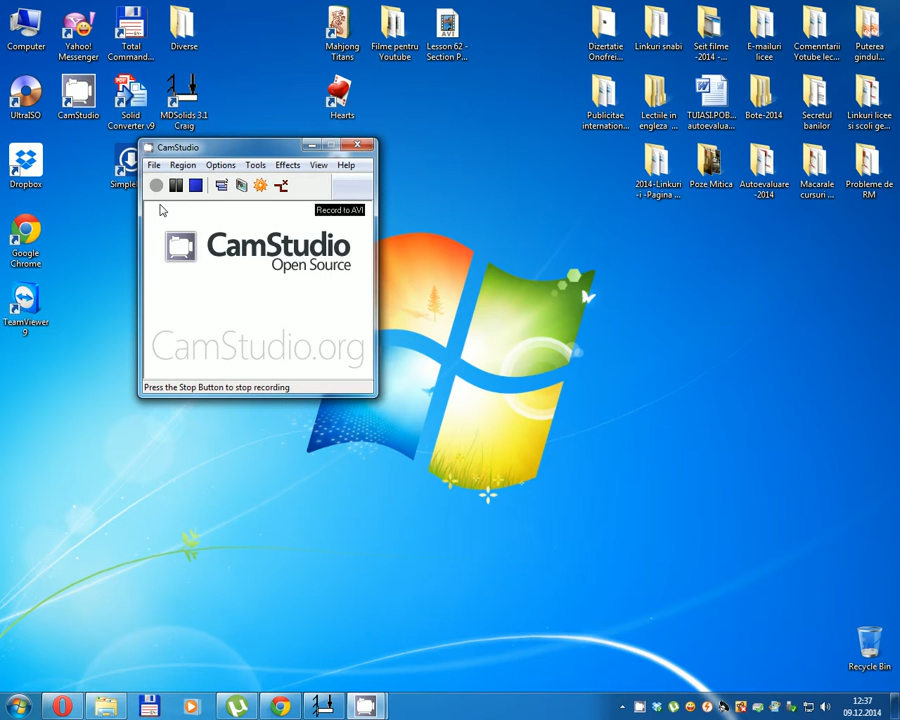 Computer
Yahoo!
Messenger
Total
Comman...
Diverse
Mahjong
Titans
Filme pentru
Youtube
Lesson 62 -
Section P...
Dizertatie
Onofrei...
Linkuri snabi
Seit filme
-2014 -...
E-mailuri
licee
Comenntarii
Yotube lec...
Puterea
gindul...
UltraISO
CamStudio
Solid
Converter v9
MDSolids 3.1
Craig
Hearts
Publicitae
internation...
Lectiile in
engleza _...
TUIASI.POB...
autoevalua...
Bote-2014
Secretul
banilor
Linkuri licee
si scoli ge...
Dropbox
2014-Linkuri
-i -Pagina ...
Poze Mitica
Autoevaluare
-2014
Macarale
cursuri ...
Probleme de
RM
Google
Chrome
TeamViewer
9
CamStudio
File Region Options Tools Effects View Help
Record to AVI
CamStudio
Open Source
CamStudio.org
Press the Stop Button to stop recording
Recycle Bin
12:37
09.12.2014